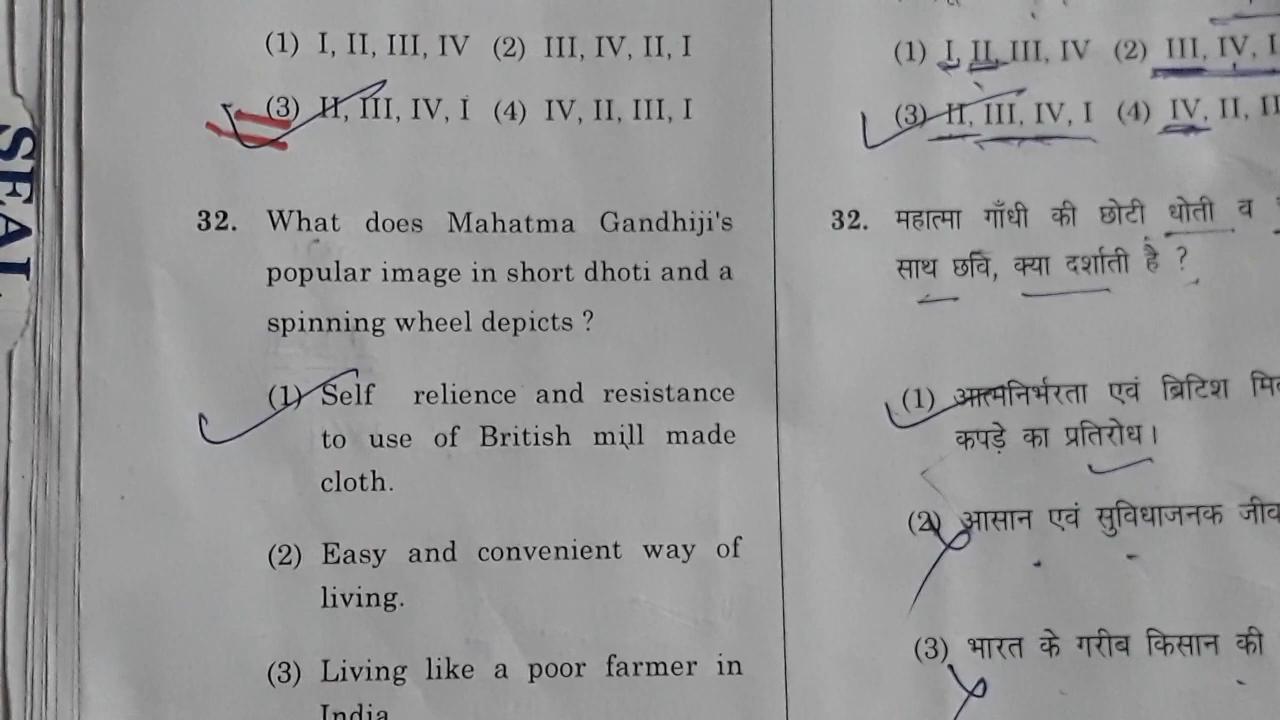 SEAL
(1) I, II, III, IV (2) III, IV, II, I
(3) II, III, IV, I (4) IV, II, III, I
32. What does Mahatma Gandhiji's
popular image in short dhoti and a
spinning wheel depicts ?
(1) Self relience and resistance
to use of British mill made
cloth.
(2) Easy and convenient way of
living.
(3) Living like a poor farmer in
India
(1) I, II, III, IV (2) III, IV,
(3) II, III, IV, I (4) IV, II,
32. महात्मा गाँधी की छोटी धोती व
साथ छवि, क्या दर्शाती है ?
(1) आत्मनिर्भरता एवं ब्रिटिश
कपड़े का प्रतिरोध।
(2) आसान एवं सुविधाजनक
(3) भारत के गरीब किसान की